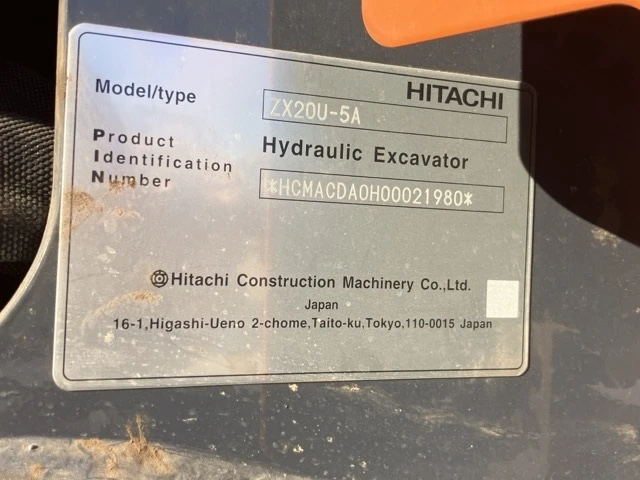 HITACHI
Model/type ZX20U-5A
Hydraulic Excavator
Product
Identification
Number *HCMACDA0H00021980*
Hitachi Construction Machinery Co.,Ltd.
Japan
16-1,Higashi-Ueno 2-chome,Taito-ku,Tokyo,110-0015 Japan